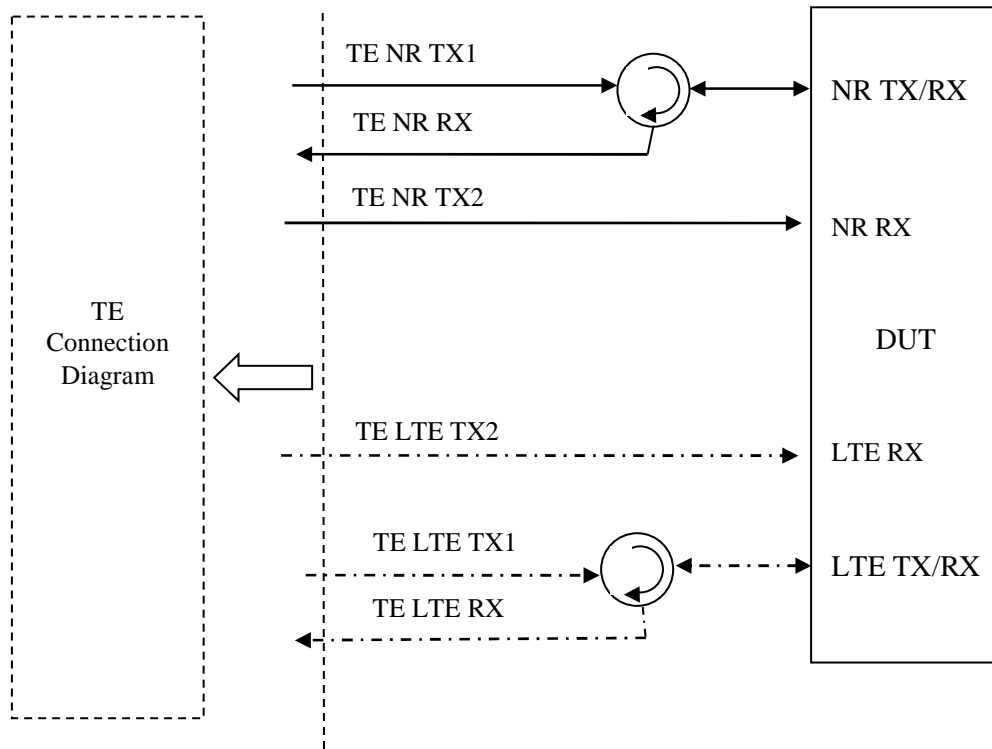 TE NR TX1
NR TX/RX
TE NR RX
TE NR TX2
NR RX
TE
Connection
Diagram
DUT
TE LTE TX2
LTE RX
TE LTE TX1
LTE TX/RX
TE LTE RX